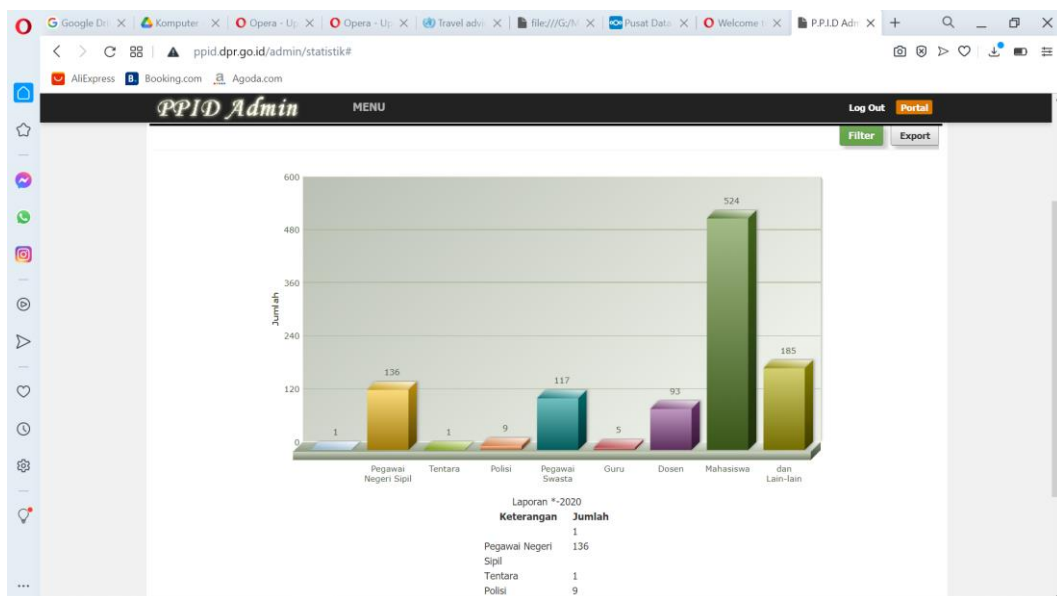 Google Dri
Komputer
Opera - Up
Opera - Up
Travel advi
file:///G:/M
Pusat Data
Welcome t
P.P.I.D Adm
ppid.dpr.go.id/admin/statistik#
AliExpress
Booking.com
Agoda.com
PPID Admin
MENU
Log Out
Portal
Filter
Export
600
480
360
240
120
0
Jumlah
1
136
1
9
117
5
93
524
185
Pegawai
Negeri Sipil
Tentara
Polisi
Pegawai
Swasta
Guru
Dosen
Mahasiswa
dan
Lain-lain
Laporan *-2020
Keterangan Jumlah
1
Pegawai Negeri 136
Sipil
Tentara 1
Polisi 9